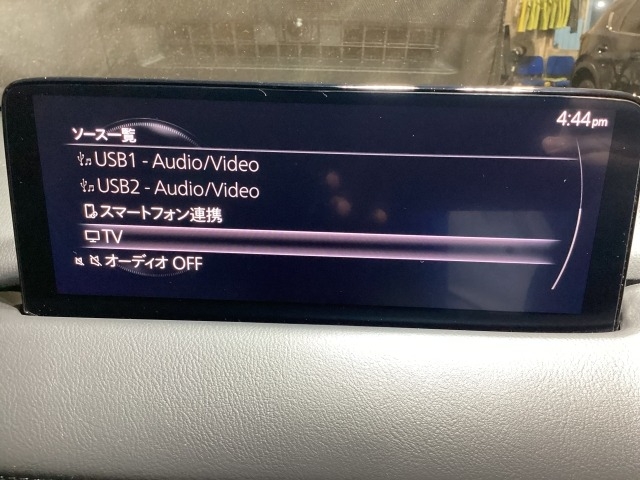 4:44pm
ソース一覧
USB1 - Audio/Video
USB2 - Audio/Video
スマートフォン連携
TV
オーディオ OFF